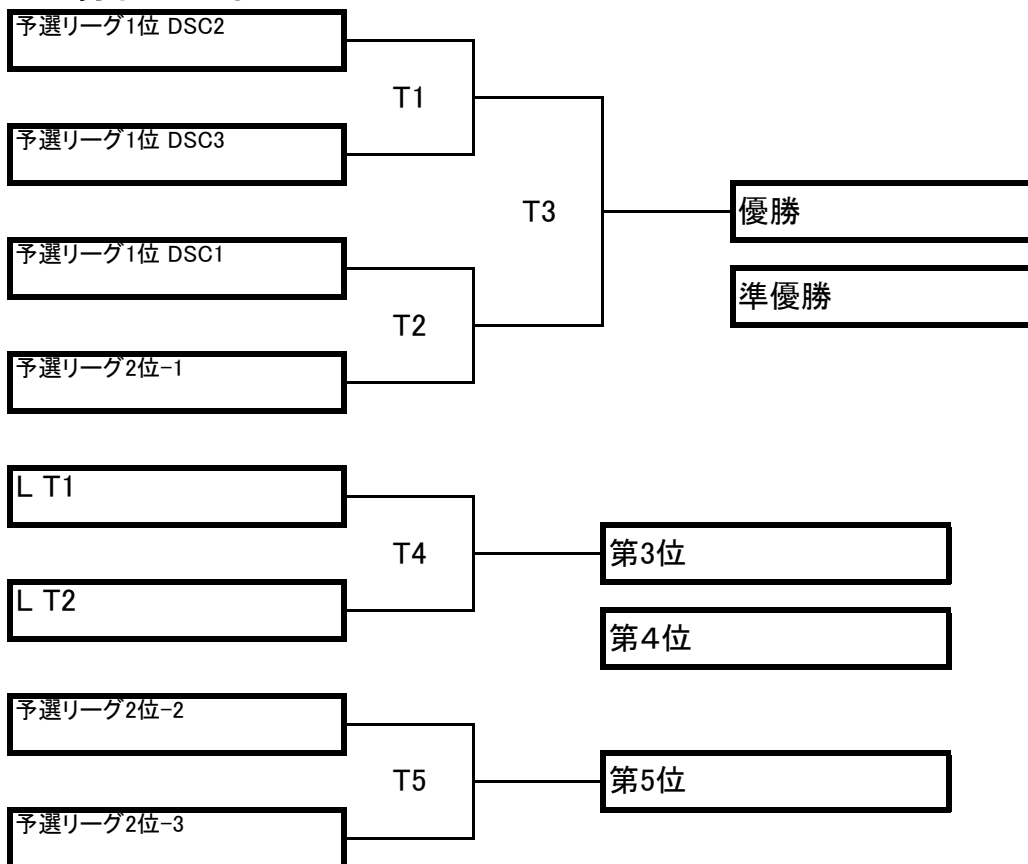 予選リーグ1位 DSC2
T1
予選リーグ1位 DSC3
T3
優勝
予選リーグ1位 DSC1
準優勝
T2
予選リーグ2位-1
L T1
T4
第3位
L T2
第４位
予選リーグ2位-2
T5
第5位
予選リーグ2位-3